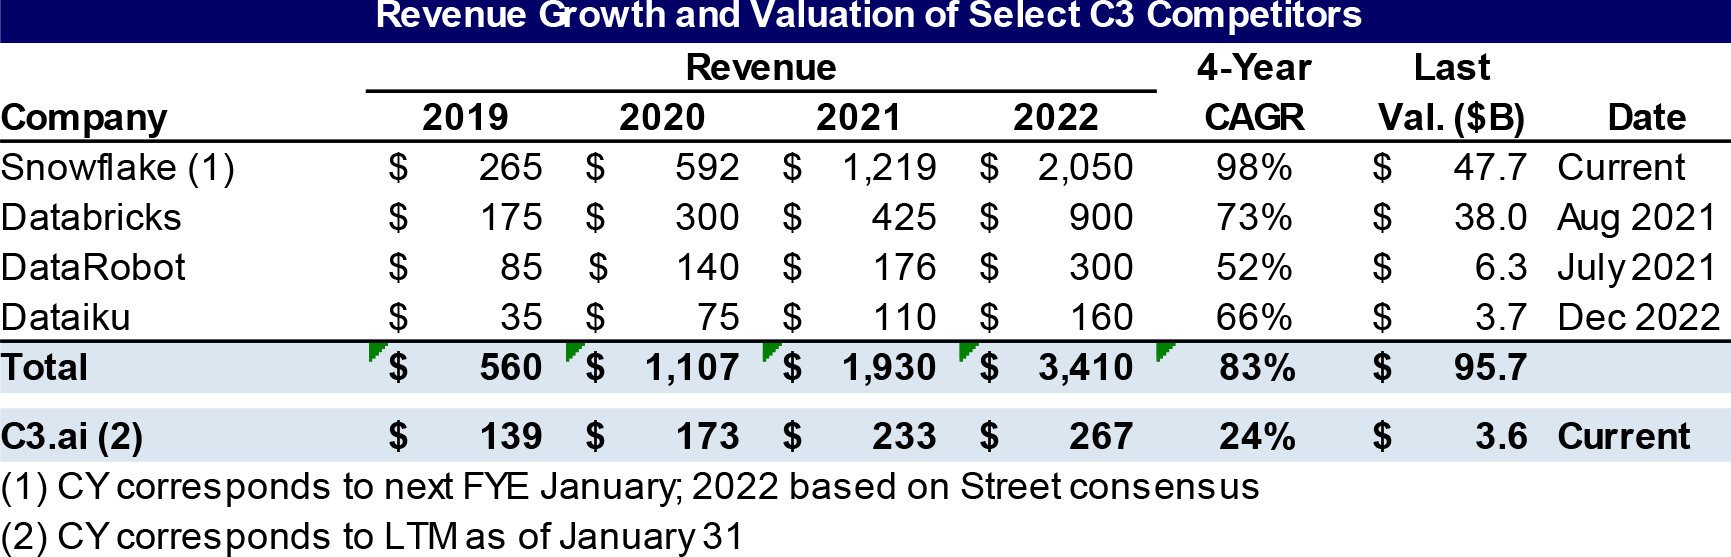 Revenue Growth and Valuation of Select C3 Competitors
Revenue 4-Year Last
Company 2019 2020 2021 2022 CAGR Val. ($B) Date
Snowflake (1) $ 265 $ 592 $ 1,219 $ 2,050 98% $ 47.7 Current
Databricks $ 175 $ 300 $ 425 $ 900 73% $ 38.0 Aug 2021
DataRobot $ 85 $ 140 $ 176 $ 300 52% $ 6.3 July 2021
Dataiku $ 35 $ 75 $ 110 $ 160 66% $ 3.7 Dec 2022
Total $ 560 $ 1,107 $ 1,930 $ 3,410 83% $ 95.7
C3.ai (2) $ 139 $ 173 $ 233 $ 267 24% $ 3.6 Current
(1) CY corresponds to next FYE January; 2022 based on Street consensus
(2) CY corresponds to LTM as of January 31